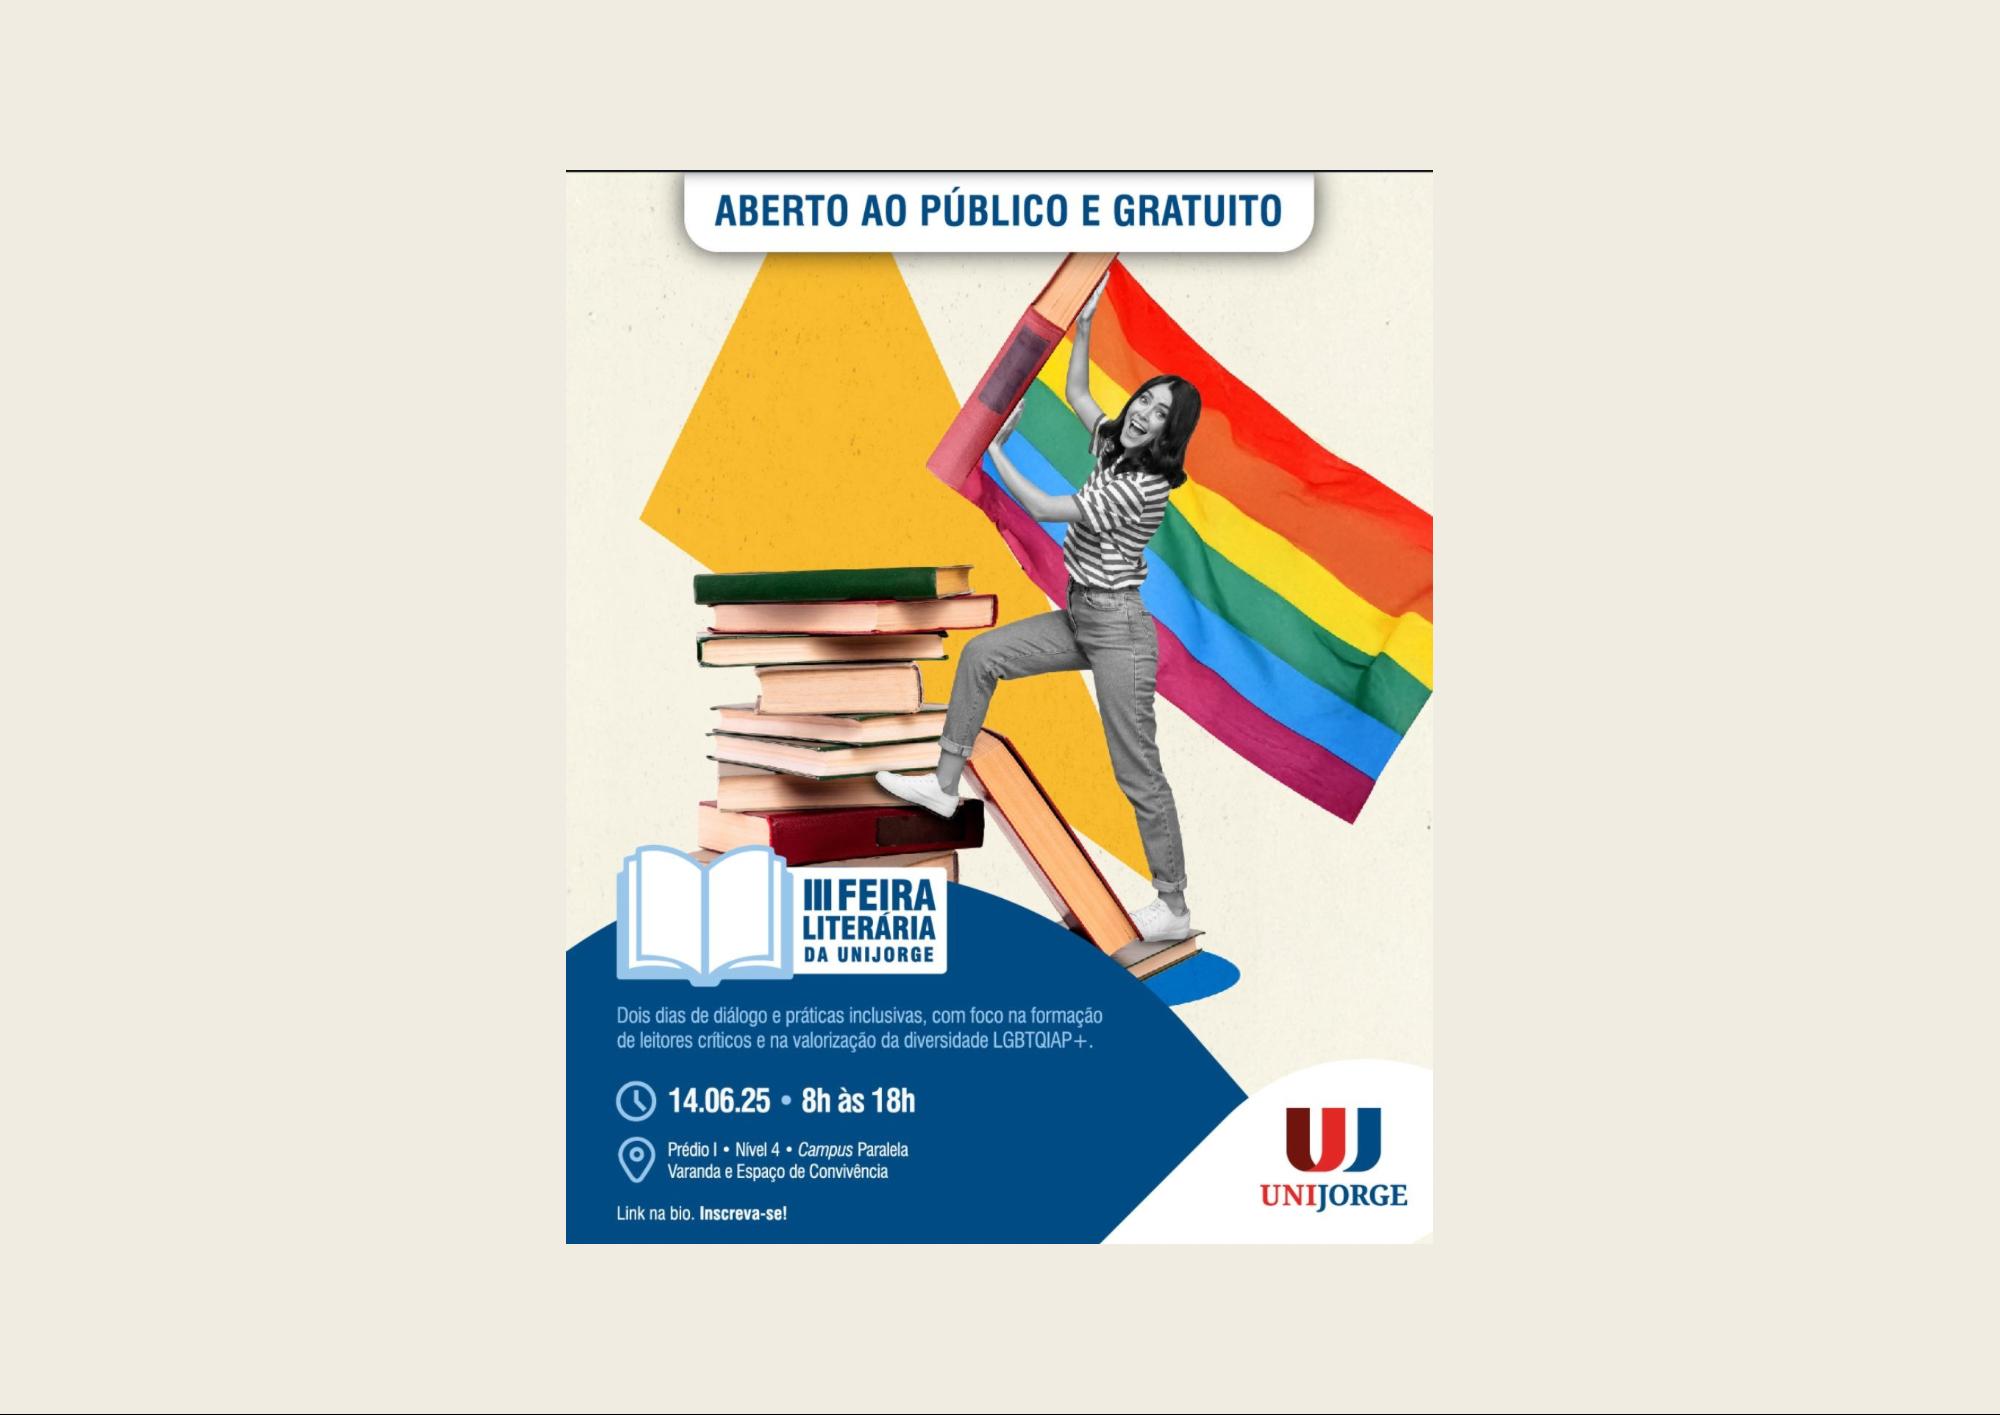 ABERTO AO PÚBLICO E GRATUITO
III FEIRA
LITERÁRIA
DA UNIJORGE
Dois dias de diálogo e práticas inclusivas, com foco na formação
de leitores críticos e na valorização da diversidade LGBTQIAP+.
14.06.25 • 8h às 18h
Prédio I • Nível 4 • Campus Paralela
Varanda e Espaço de Convivência
Link na bio. Inscreva-se!
UNIJORGE